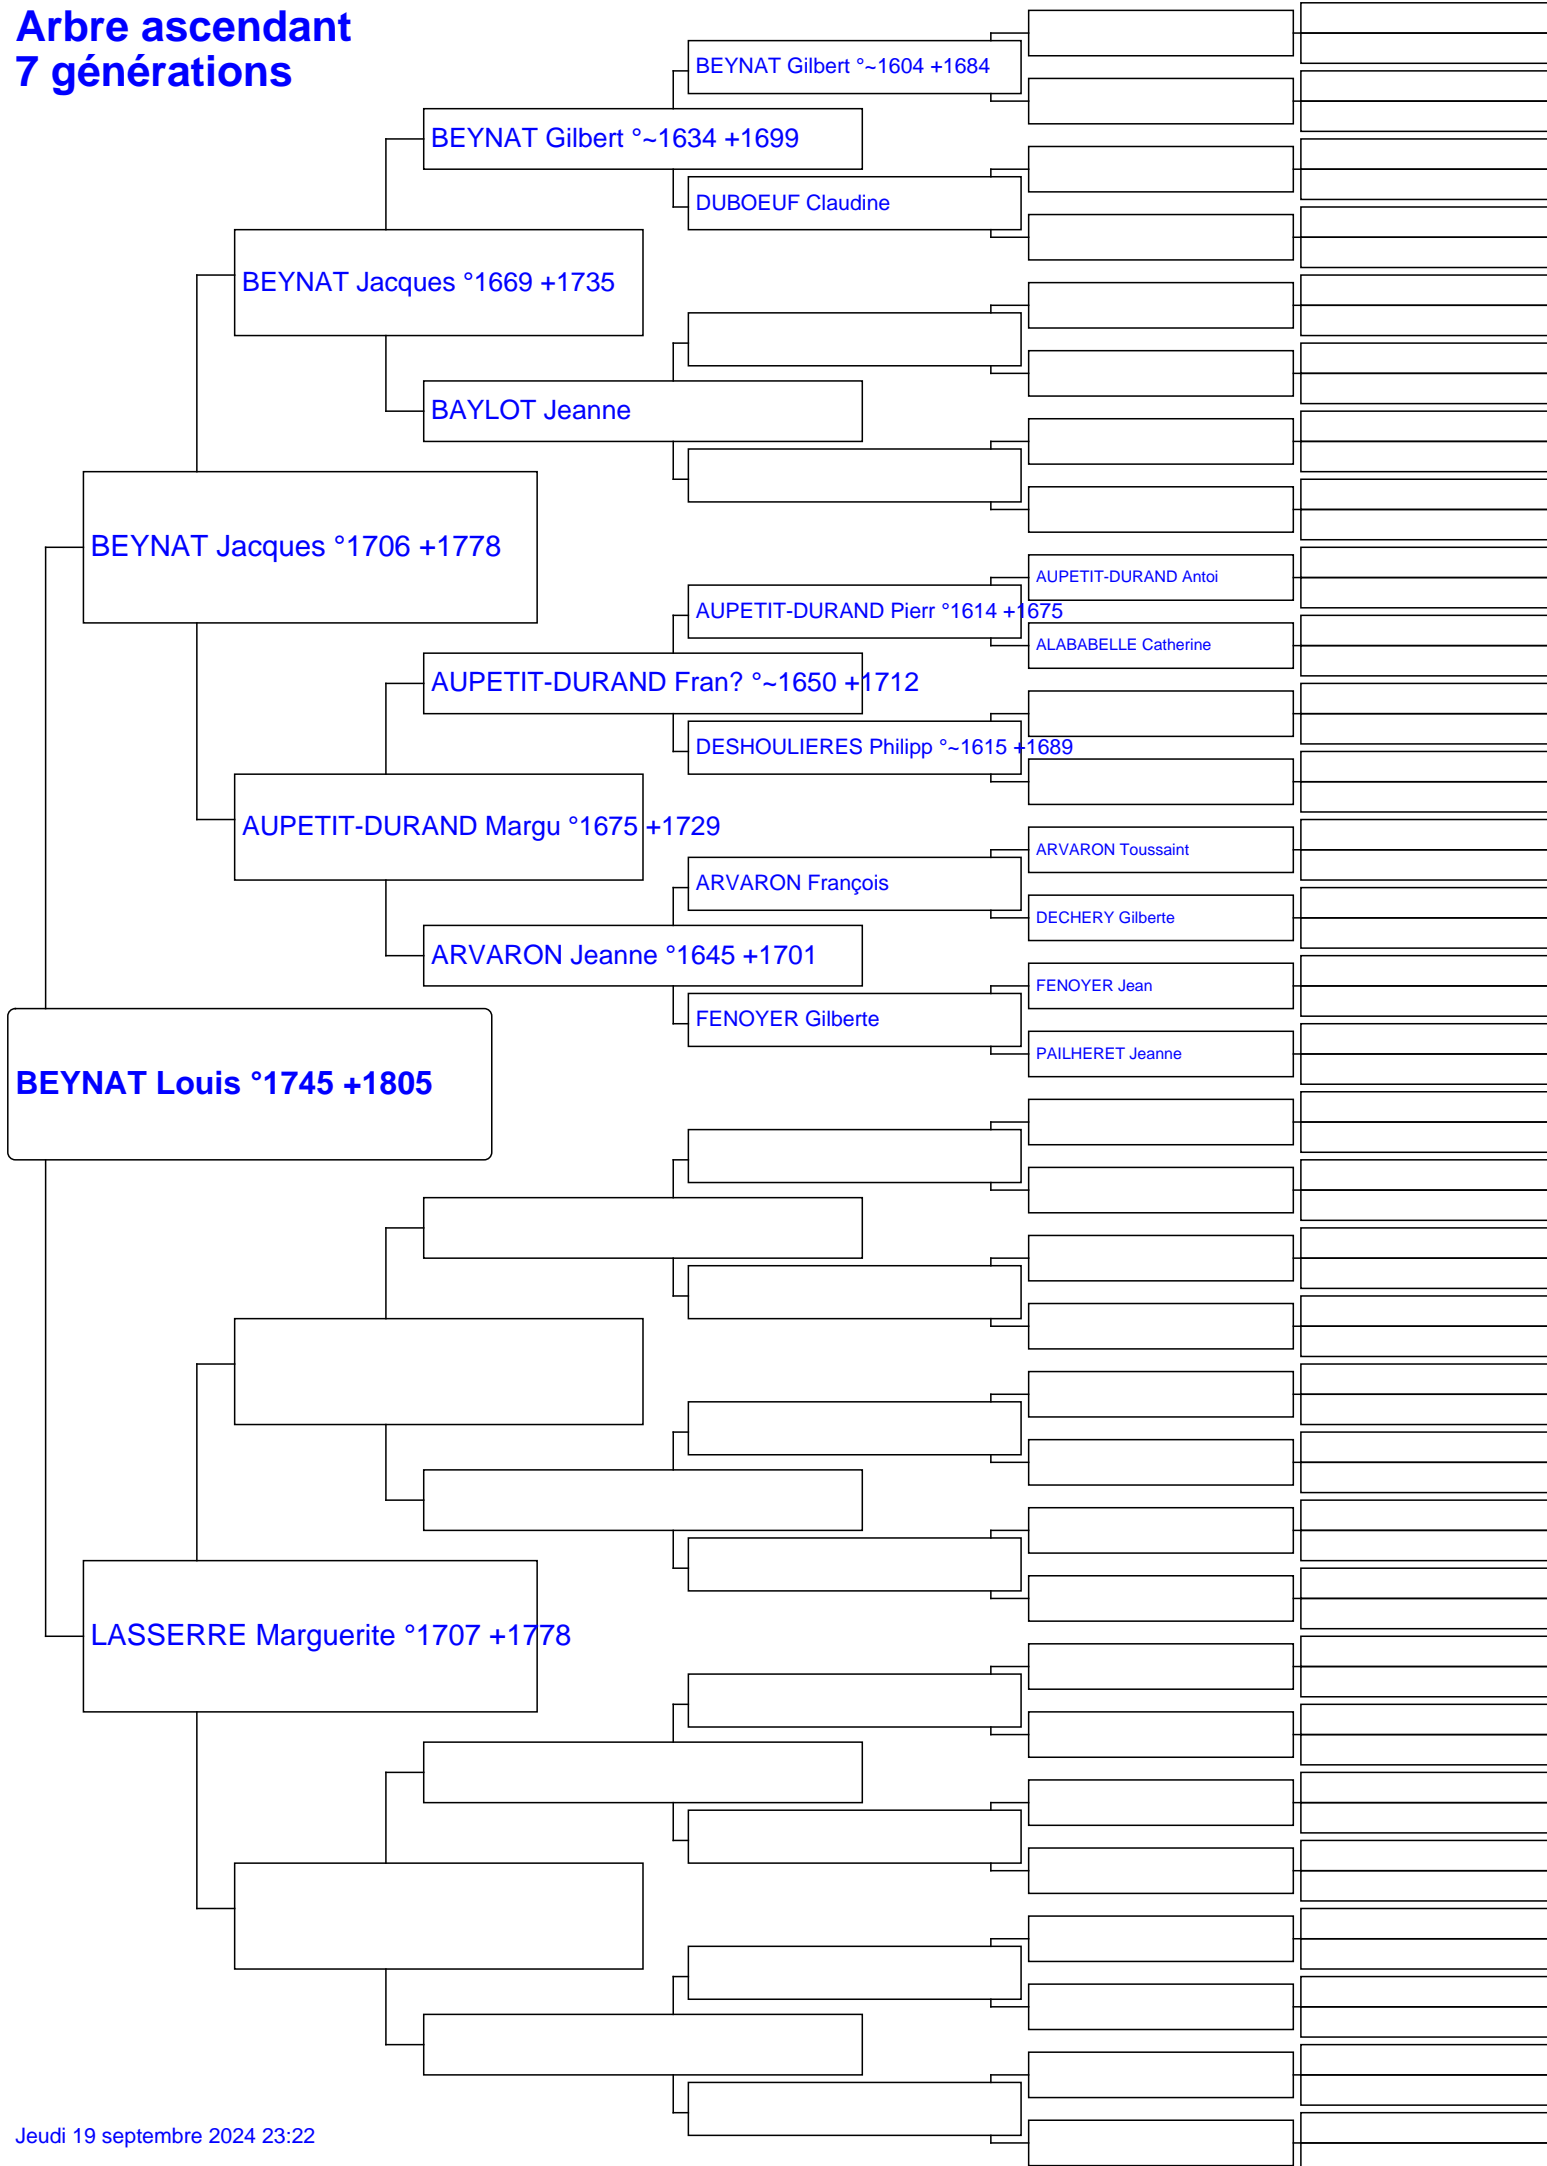 Arbre ascendant
7 générations
BEYNAT Gilbert °~1604 +1684
BEYNAT Gilbert °~1634 +1699
DUBOEUF Claudine
BEYNAT Jacques °1669 +1735
BAYLOT Jeanne
BEYNAT Jacques °1706 +1778
AUPETIT-DURAND Antoi
AUPETIT-DURAND Pierr °1614 +1675
ALABABELLE Catherine
AUPETIT-DURAND Fran? °~1650 +1712
DESHOULIERES Philipp °~1615 +1689
AUPETIT-DURAND Margu °1675 +1729
ARVARON Toussaint
ARVARON François
DECHERY Gilberte
ARVARON Jeanne °1645 +1701
FENOYER Jean
FENOYER Gilberte
PAILHERET Jeanne
BEYNAT Louis °1745 +1805
LASSERRE Marguerite °1707 +1778
Jeudi 19 septembre 2024 23:22